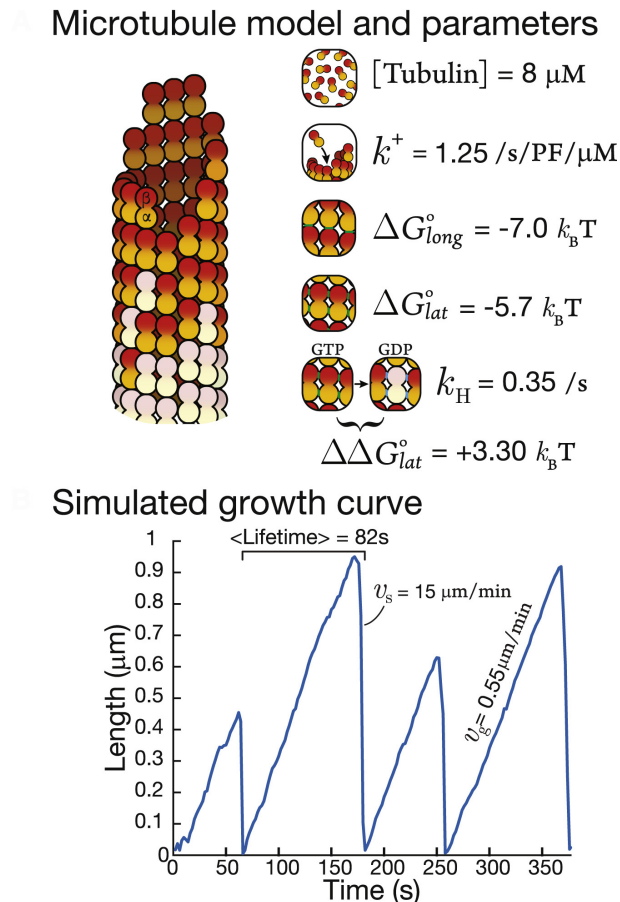 A Microtubule model and parameters
[Tubulin] = 8 μM
k⁺ = 1.25 /s/PF/μM
β
α
ΔG°long = -7.0 kBT
ΔG°lat = -5.7 kBT
GTP GDP
kH = 0.35 /s
ΔΔG°lat = +3.30 kBT
B Simulated growth curve
<Lifetime> = 82s
vs = 15 μm/min
vg= 0.55μm/min
Length (μm)
1
0.9
0.8
0.7
0.6
0.5
0.4
0.3
0.2
0.1
0
0 50 100 150 200 250 300 350
Time (s)